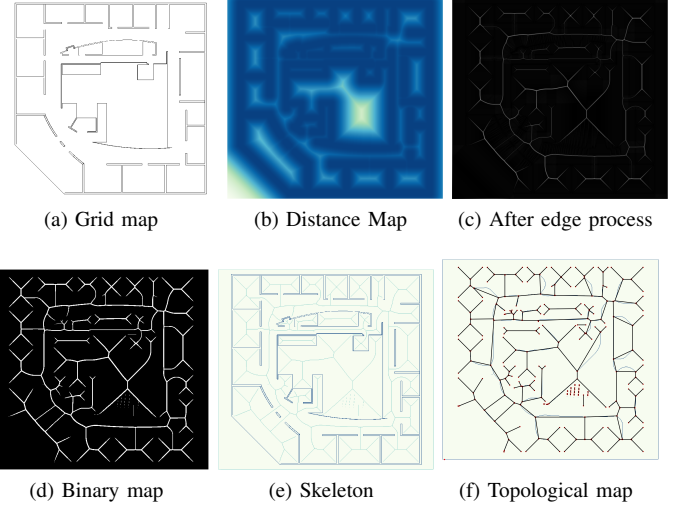 (a) Grid map
(b) Distance Map
(c) After edge process
(d) Binary map
(e) Skeleton
(f) Topological map